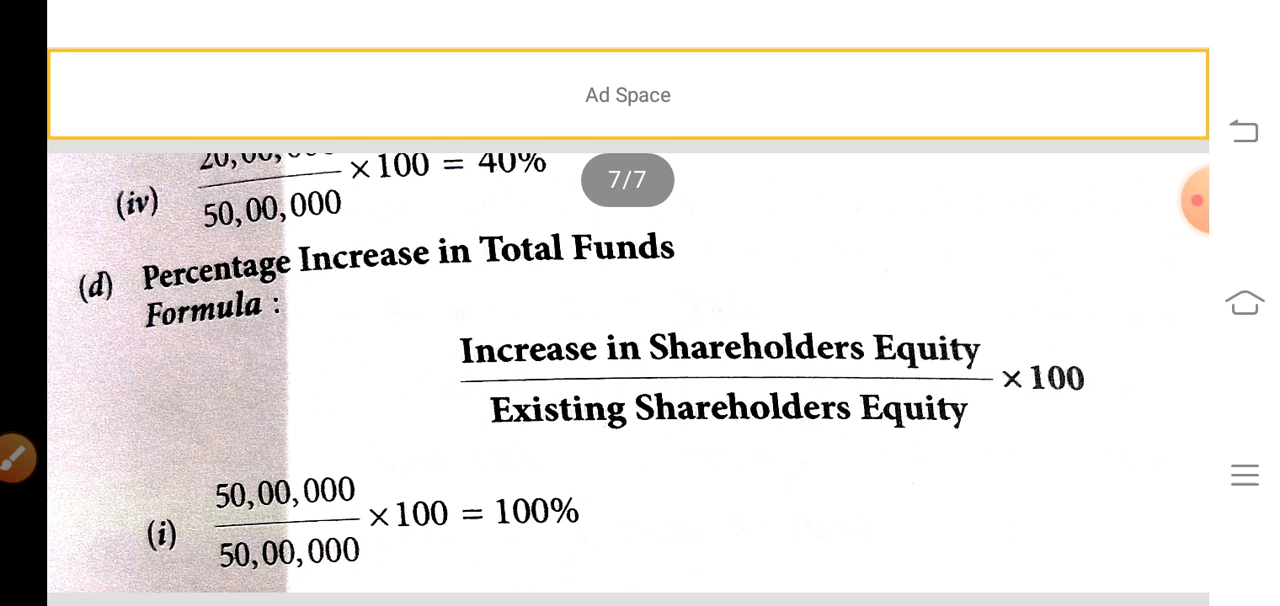 Ad Space
× 100 = 40%
7/7
(iv) 50,00,000
(d) Percentage Increase in Total Funds
Formula :
Increase in Shareholders Equity
× 100
Existing Shareholders Equity
50,00,000
(i) × 100 = 100%
50,00,000